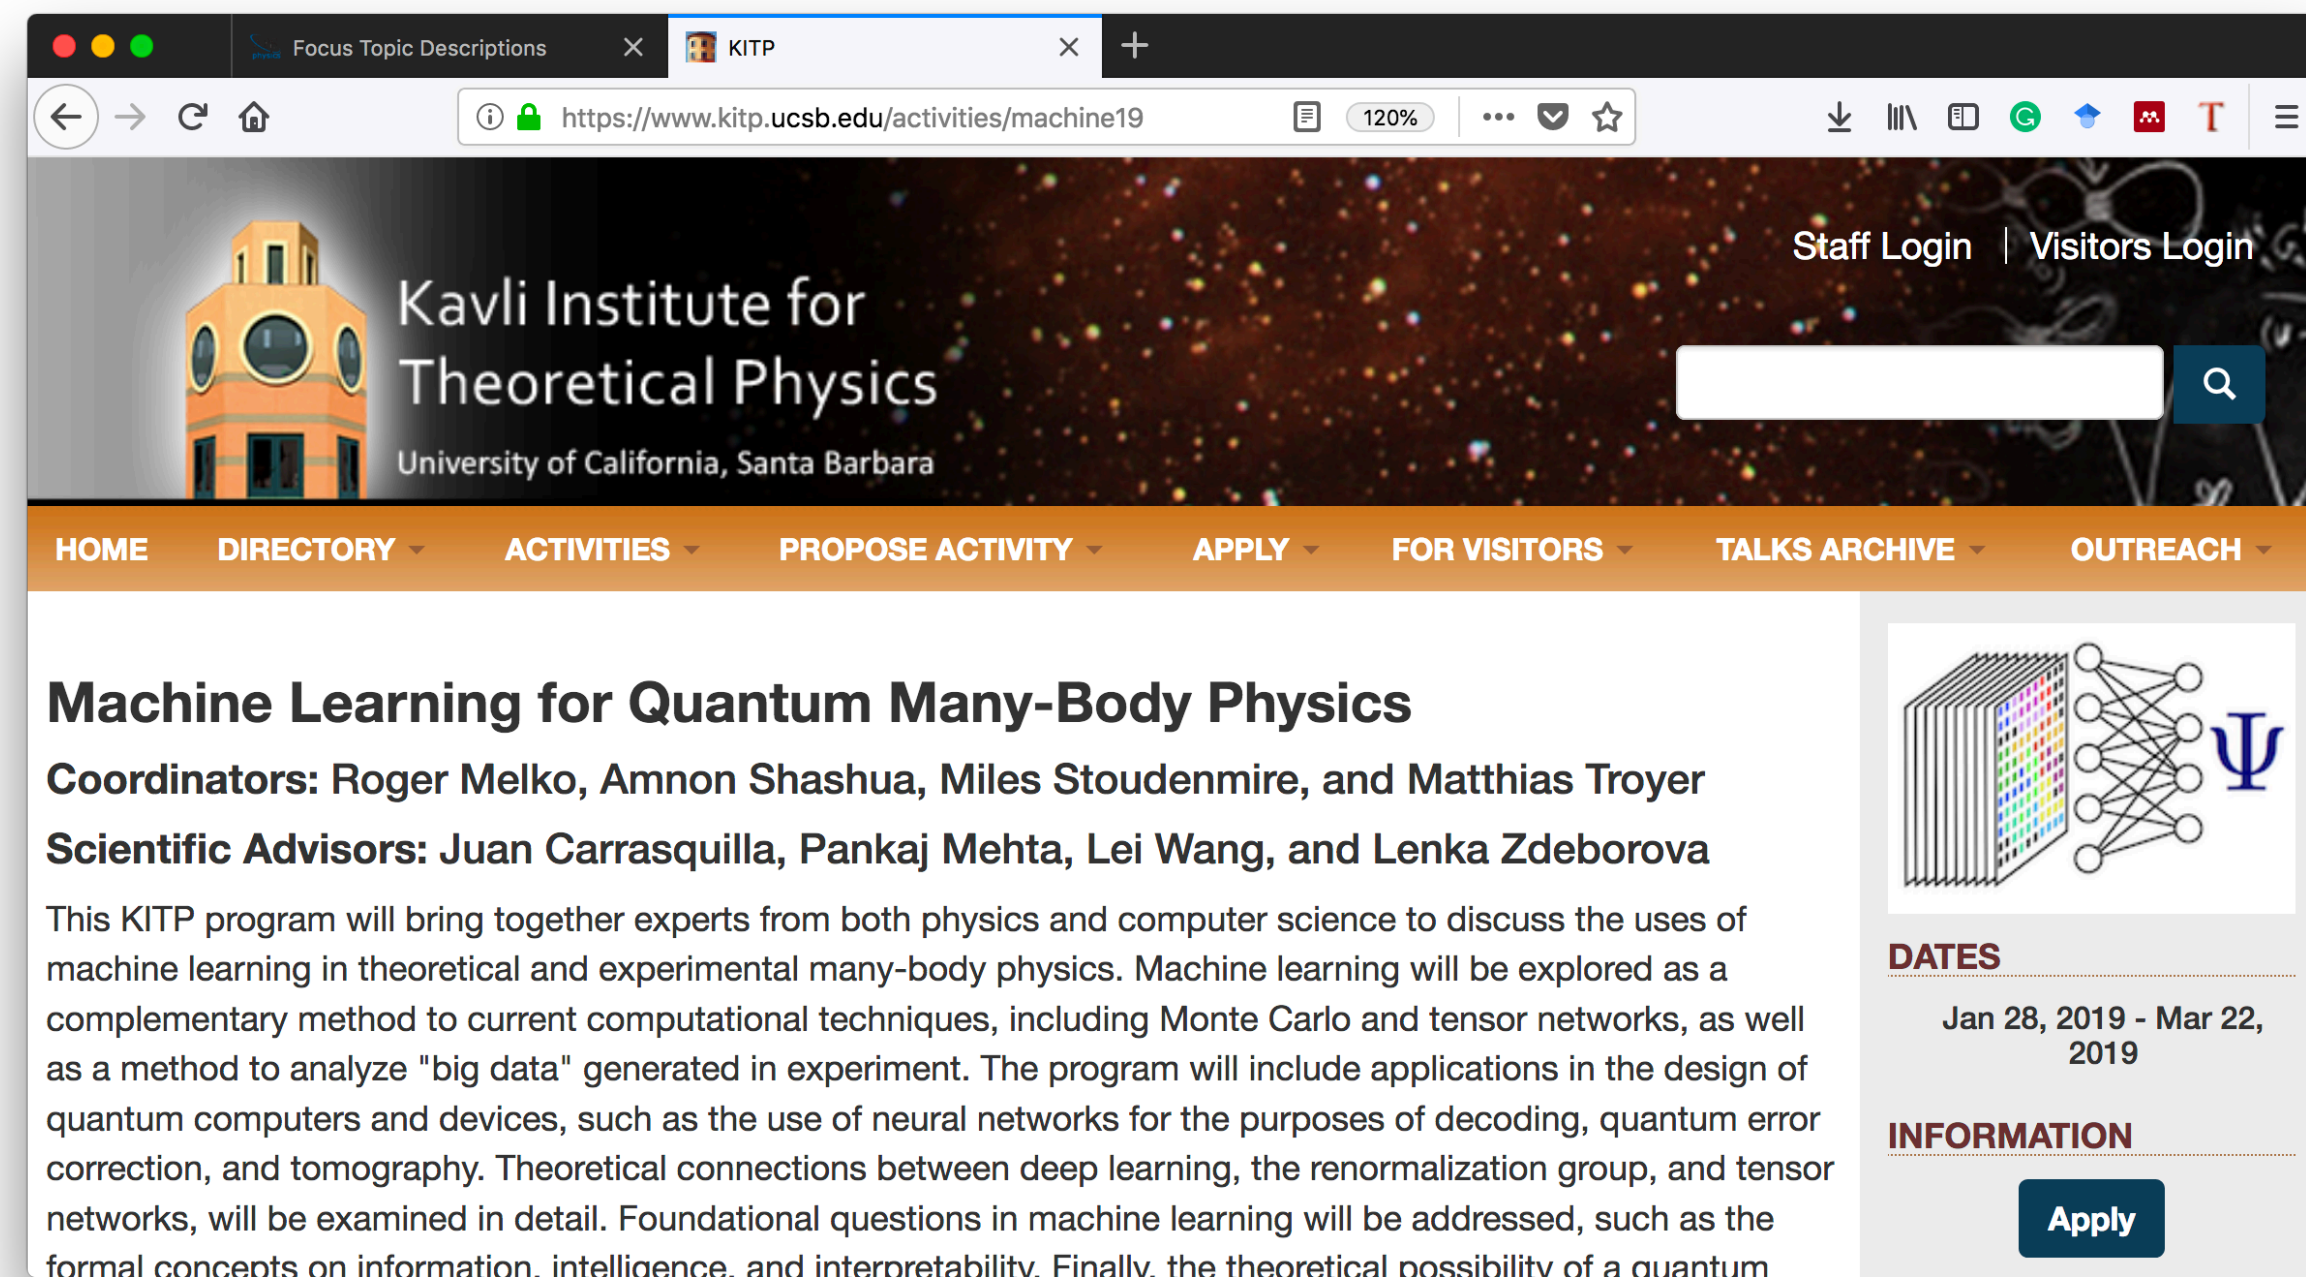 Focus Topic Descriptions
KITP
https://www.kitp.ucsb.edu/activities/machine19
120%
Staff Login
Visitors Login
Kavli Institute for
Theoretical Physics
University of California, Santa Barbara
HOME
DIRECTORY
ACTIVITIES
PROPOSE ACTIVITY
APPLY
FOR VISITORS
TALKS ARCHIVE
OUTREACH
Machine Learning for Quantum Many-Body Physics
Coordinators: Roger Melko, Amnon Shashua, Miles Stoudenmire, and Matthias Troyer
Scientific Advisors: Juan Carrasquilla, Pankaj Mehta, Lei Wang, and Lenka Zdeborova
This KITP program will bring together experts from both physics and computer science to discuss the uses of
machine learning in theoretical and experimental many-body physics. Machine learning will be explored as a
complementary method to current computational techniques, including Monte Carlo and tensor networks, as well
as a method to analyze "big data" generated in experiment. The program will include applications in the design of
quantum computers and devices, such as the use of neural networks for the purposes of decoding, quantum error
correction, and tomography. Theoretical connections between deep learning, the renormalization group, and tensor
networks, will be examined in detail. Foundational questions in machine learning will be addressed, such as the
formal concepts on information, intelligence, and interpretability. Finally, the theoretical possibility of a quantum
Ψ
DATES
Jan 28, 2019 - Mar 22,
2019
INFORMATION
Apply